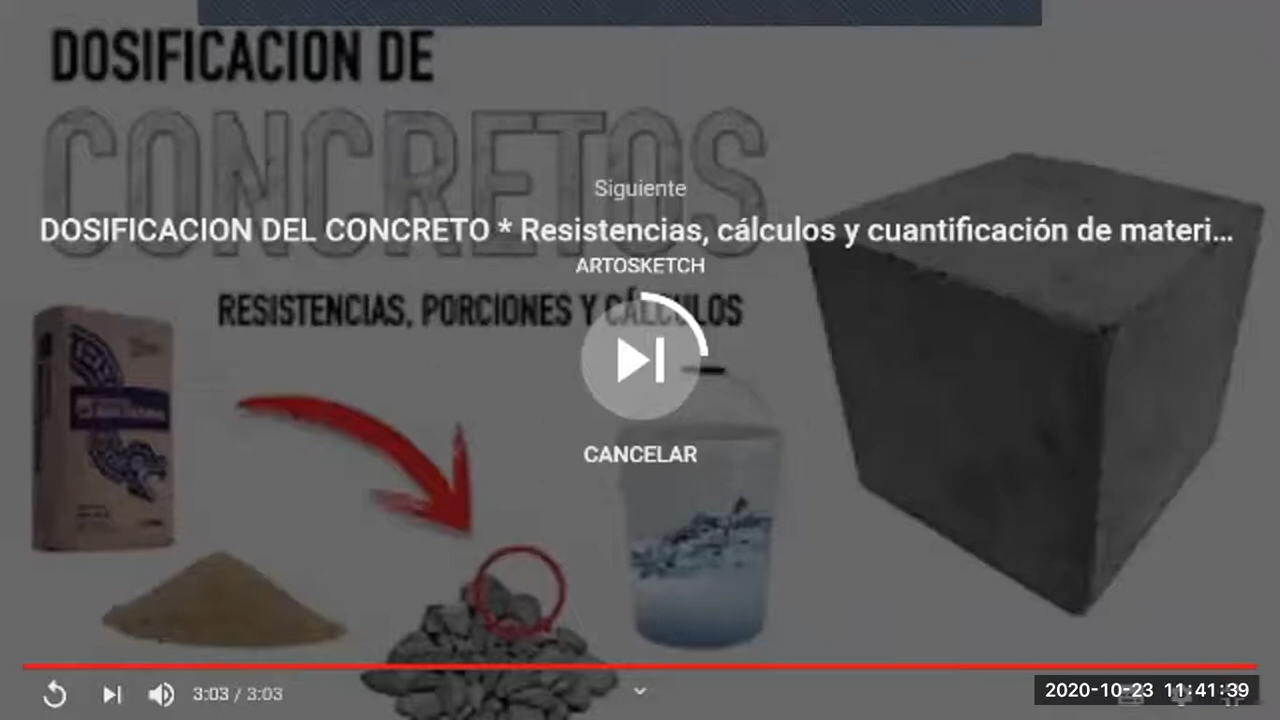 DOSIFICACION DE
CONCRETOS
Siguiente
DOSIFICACION DEL CONCRETO * Resistencias, cálculos y cuantificación de materi...
ARTOSKETCH
RESISTENCIAS, PORCIONES Y CÁLCULOS
CANCELAR
3:03 / 3:03
2020-10-23 11:41:39